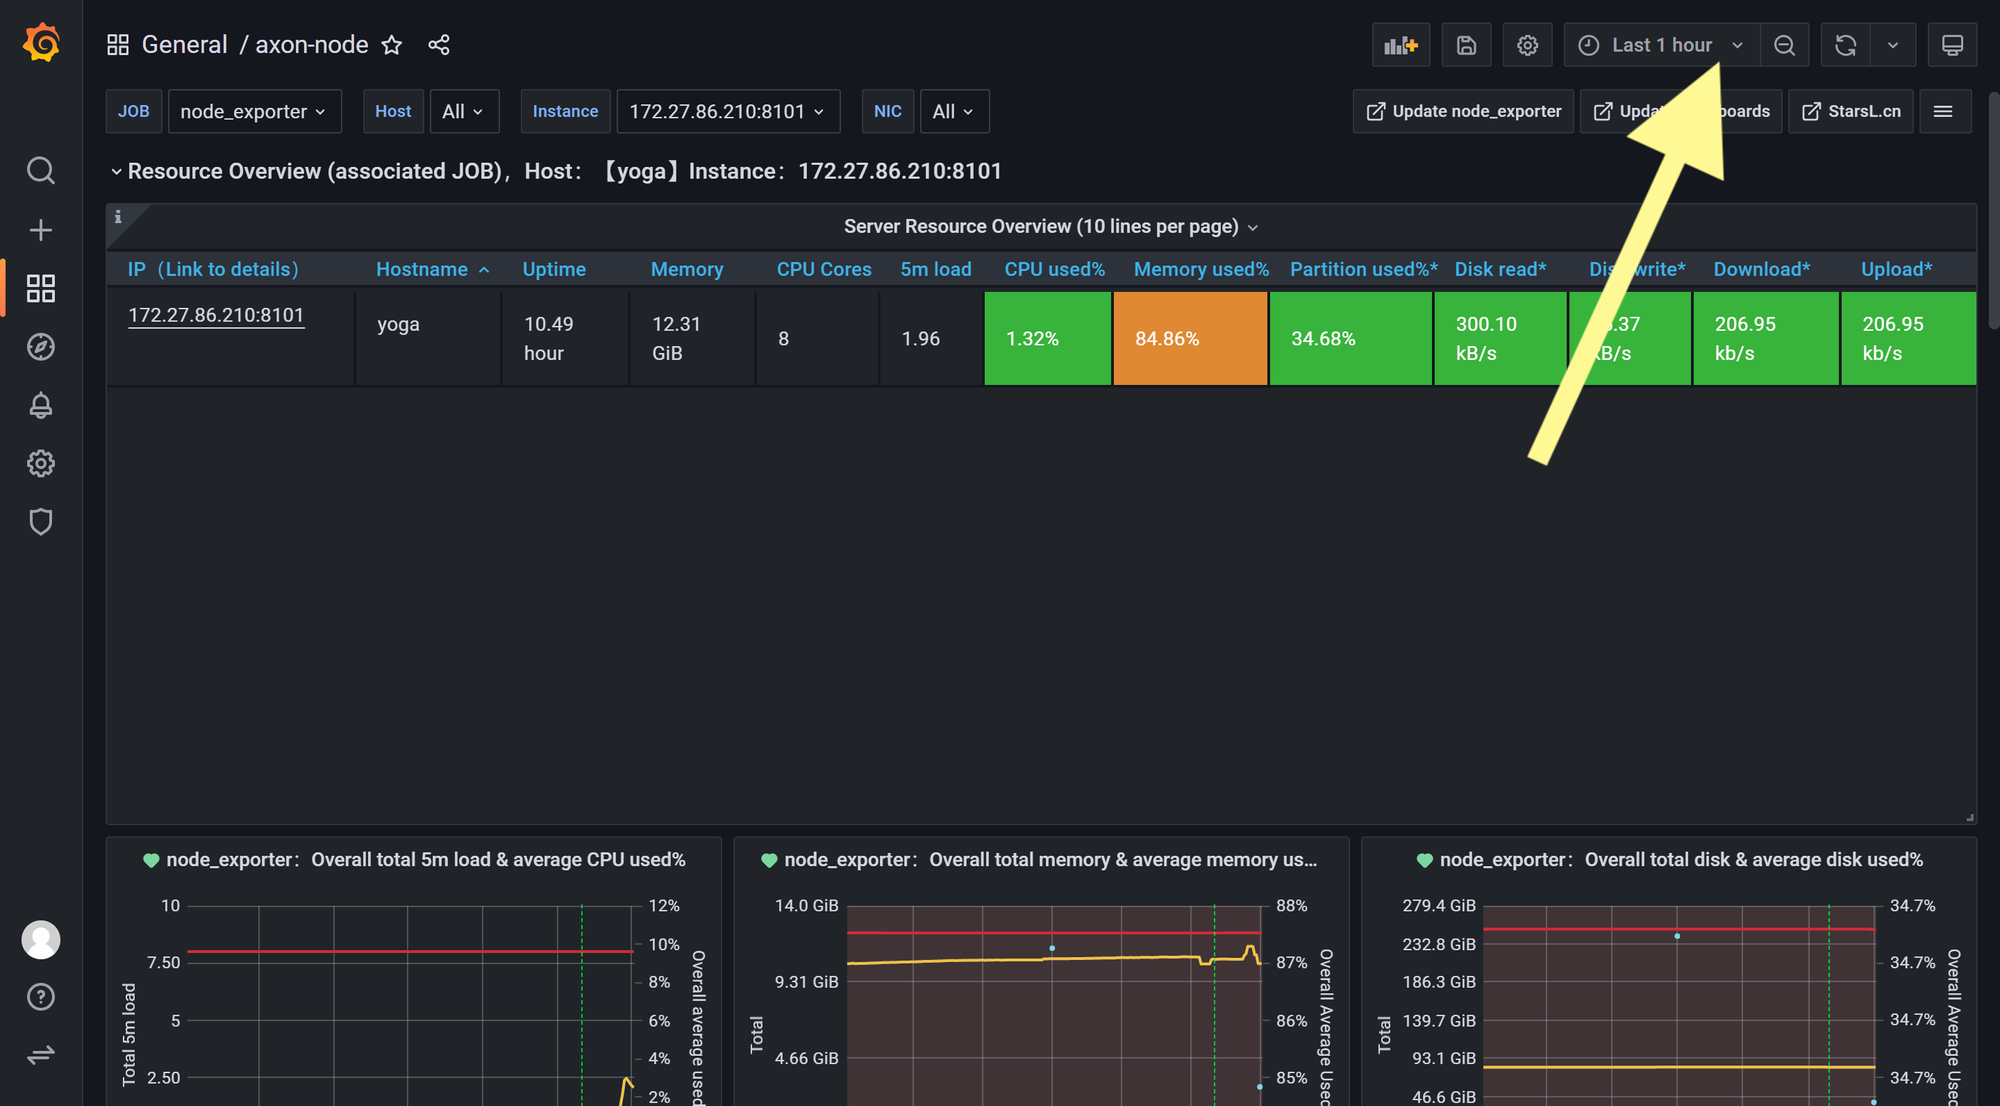 General / axon-node
Last 1 hour
JOB node_exporter Host All Instance 172.27.86.210:8101 NIC All
Update node_exporter
StarsL.cn
Resource Overview (associated JOB)，Host：【yoga】Instance：172.27.86.210:8101
i
Server Resource Overview (10 lines per page)
IP（Link to details） Hostname Uptime Memory CPU Cores 5m load CPU used% Memory used% Partition used%* Disk read* Download* Upload*
172.27.86.210:8101 yoga 10.49 hour 12.31 GiB 8 1.96 1.32% 84.86% 34.68% 300.10 kB/s 206.95 kb/s 206.95 kb/s
node_exporter：Overall total 5m load & average CPU used%
10
7.50
5
2.50
Total 5m load
12%
10%
8%
6%
4%
2%
Overall average used
node_exporter：Overall total memory & average memory us...
14.0 GiB
9.31 GiB
4.66 GiB
Total
88%
87%
86%
85%
Overall Average Used
node_exporter：Overall total disk & average disk used%
279.4 GiB
232.8 GiB
186.3 GiB
139.7 GiB
93.1 GiB
46.6 GiB
Total
34.7%
34.7%
34.7%
34.7%
Overall Average Used